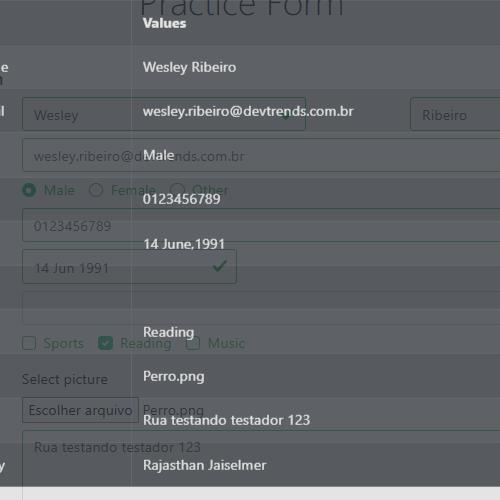 Practice Form
Values
e
Wesley Ribeiro
l
wesley.ribeiro@devtrends.com.br
Wesley
Ribeiro
Male
wesley.ribeiro@devtrends.com.br
Male Female Other
0123456789
0123456789
14 June,1991
14 Jun 1991
Reading
Sports Reading Music
Select picture
Perro.png
Escolher arquivo Perro.png
Rua testando testador 123
Rua testando testador 123
y
Rajasthan Jaiselmer